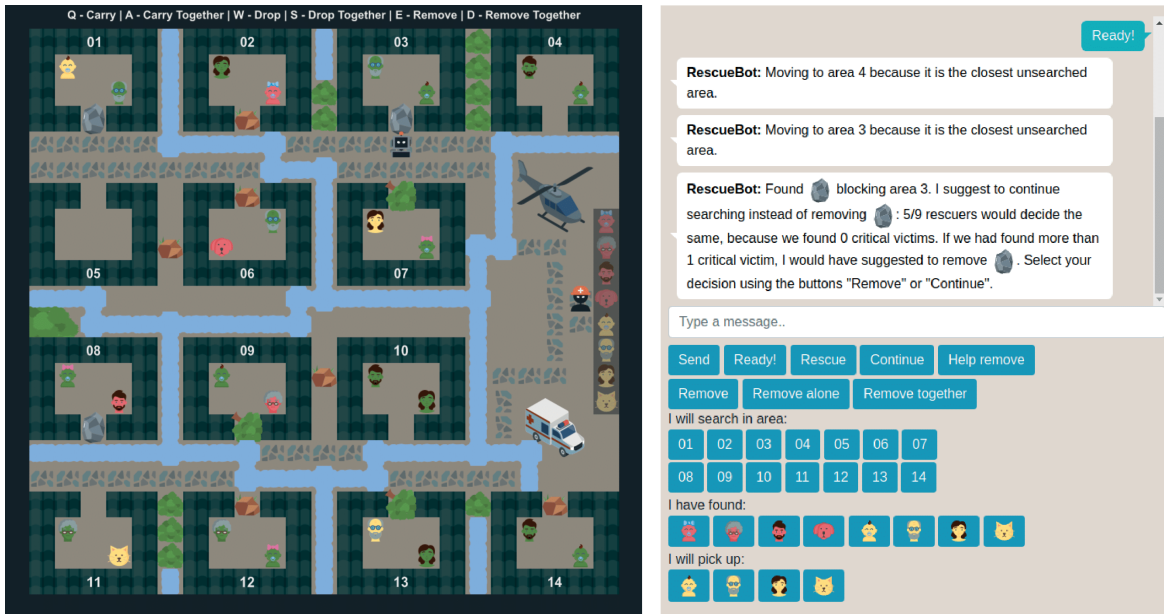 Q - Carry | A - Carry Together | W - Drop | S - Drop Together | E - Remove | D - Remove Together
01 02 03 04
05 06 07
08 09 10
11 12 13 14
Ready!
RescueBot: Moving to area 4 because it is the closest unsearched
area.
RescueBot: Moving to area 3 because it is the closest unsearched
area.
RescueBot: Found blocking area 3. I suggest to continue
searching instead of removing : 5/9 rescuers would decide the
same, because we found 0 critical victims. If we had found more than
1 critical victim, I would have suggested to remove . Select your
decision using the buttons "Remove" or "Continue".
Type a message..
Send Ready! Rescue Continue Help remove
Remove Remove alone Remove together
I will search in area:
01 02 03 04 05 06 07
08 09 10 11 12 13 14
I have found:
I will pick up: